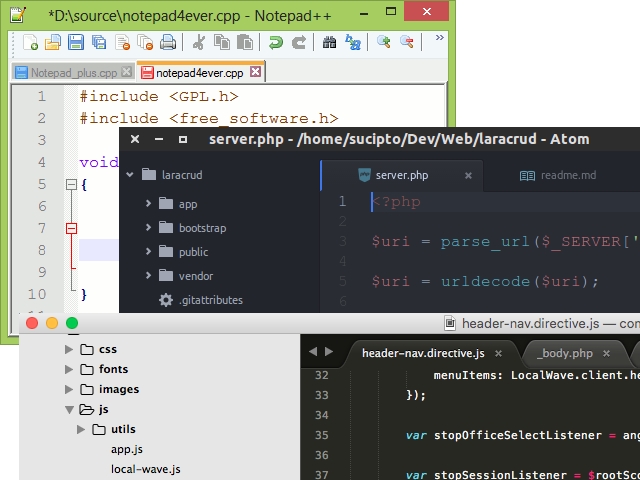 *D:\source\notepad4ever.cpp - Notepad++
Notepad_plus.cpp
notepad4ever.cpp
1 #include <GPL.h>
2 #include <free_software.h>
3
4 void
5 {
6
7
8
9
10 }
server.php - /home/sucipto/Dev/Web/laracrud - Atom
laracrud
app
bootstrap
public
vendor
.gitattributes
server.php
readme.md
1 <?php
2
3 $uri = parse_url($_SERVER['
4
5 $uri = urldecode($uri);
6
header-nav.directive.js — con
css
fonts
images
js
utils
app.js
local-wave.js
header-nav.directive.js
_body.php
32 menuItems: LocalWave.client.he
33 });
34
35 var stopOfficeSelectListener = ang
36
37 var stopSessionListener = $rootSco